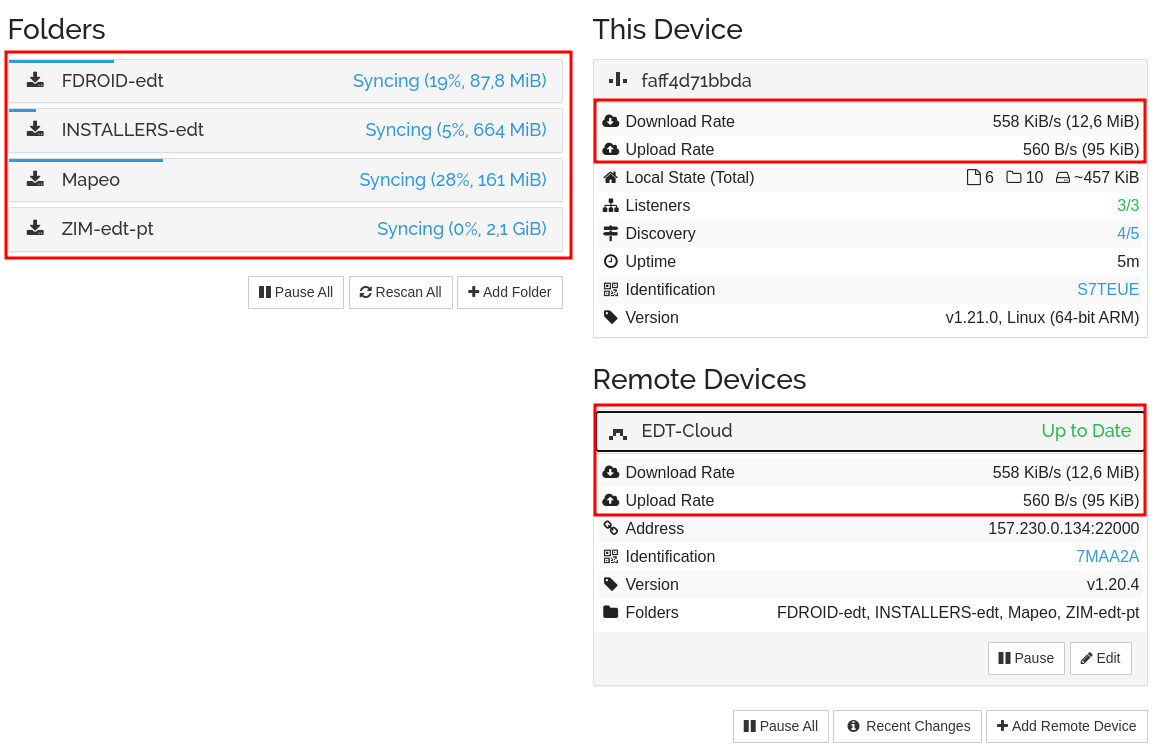 Folders
FDROID-edt Syncing (19%, 87,8 MiB)
INSTALLERS-edt Syncing (5%, 664 MiB)
Mapeo Syncing (28%, 161 MiB)
ZIM-edt-pt Syncing (0%, 2,1 GiB)
Pause All Rescan All Add Folder
This Device
faff4d71bbda
Download Rate 558 KiB/s (12,6 MiB)
Upload Rate 560 B/s (95 KiB)
Local State (Total) 6 10 ~457 KiB
Listeners 3/3
Discovery 4/5
Uptime 5m
Identification S7TEUE
Version v1.21.0, Linux (64-bit ARM)
Remote Devices
EDT-Cloud Up to Date
Download Rate 558 KiB/s (12,6 MiB)
Upload Rate 560 B/s (95 KiB)
Address 157.230.0.134:22000
Identification 7MAA2A
Version v1.20.4
Folders FDROID-edt, INSTALLERS-edt, Mapeo, ZIM-edt-pt
Pause Edit
Pause All Recent Changes Add Remote Device